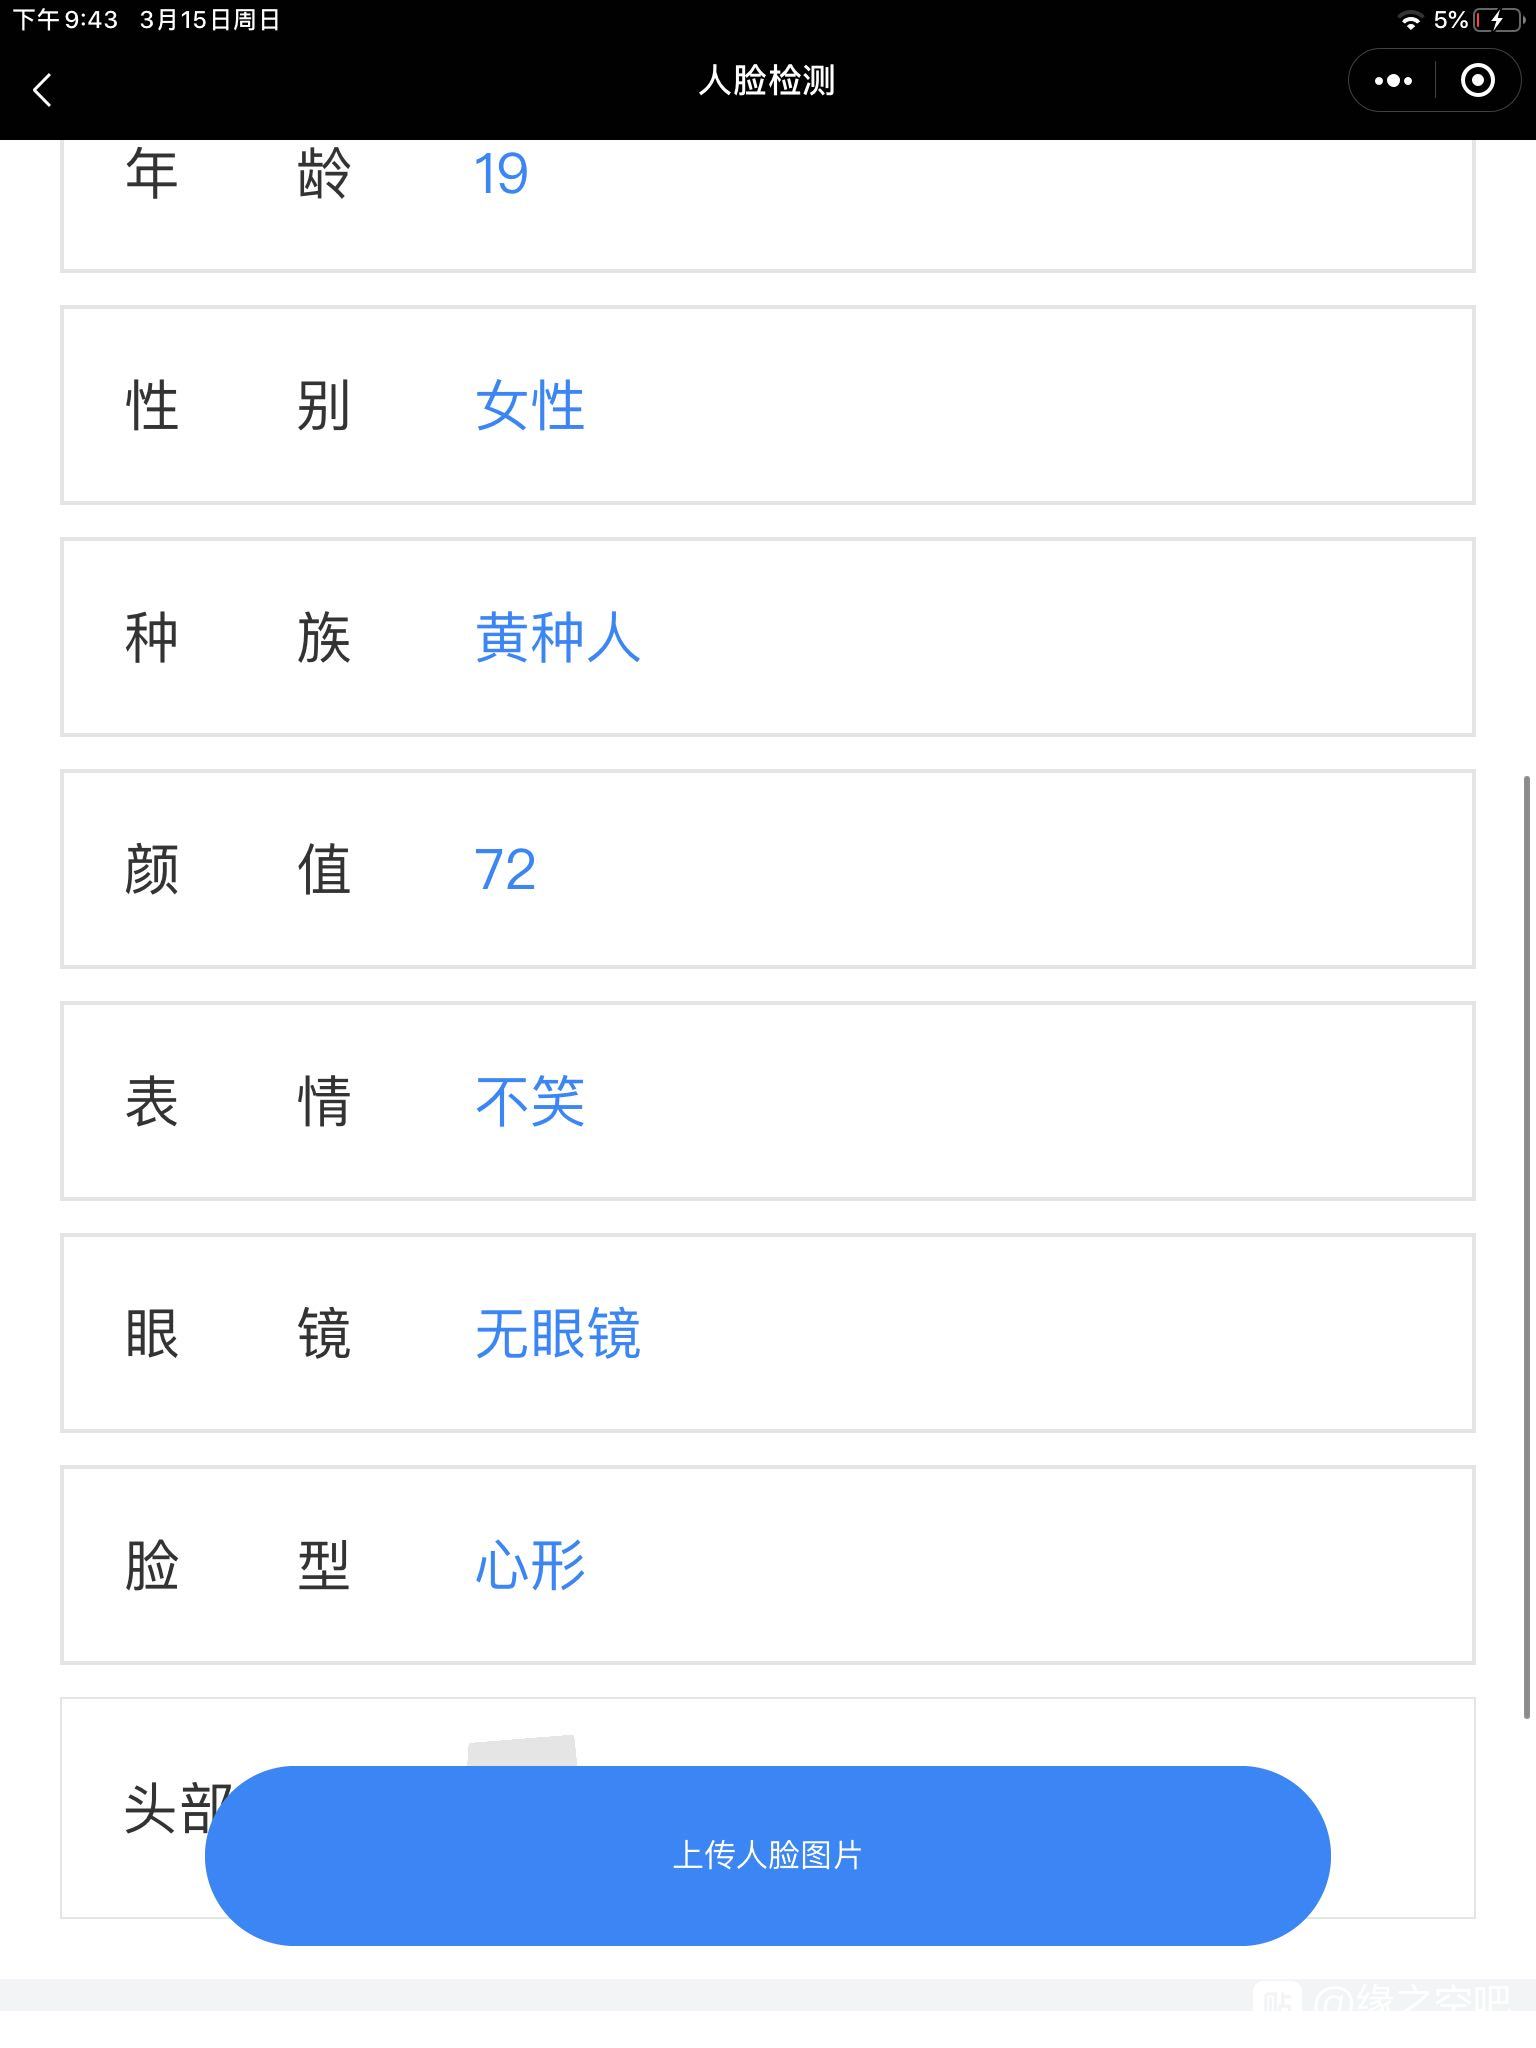 下午9:43 3月15日周日 5%
人脸检测
年龄 19
性别 女性
种族 黄种人
颜值 72
表情 不笑
眼镜 无眼镜
脸型 心形
头部
上传人脸图片
贴 @缘之空吧